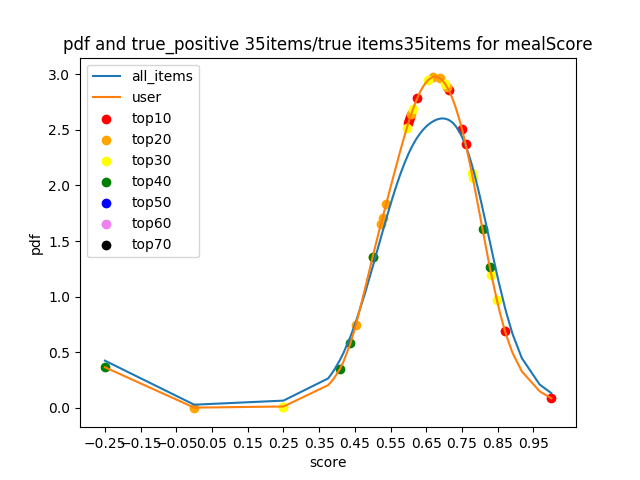 pdf and true_positive 35items/true items35items for mealScore
3.0
2.5
2.0
1.5
1.0
0.5
0.0
pdf
all_items
user
top10
top20
top30
top40
top50
top60
top70
−0.25 −0.15 −0.05 0.05 0.15 0.25 0.35 0.45 0.55 0.65 0.75 0.85 0.95
score